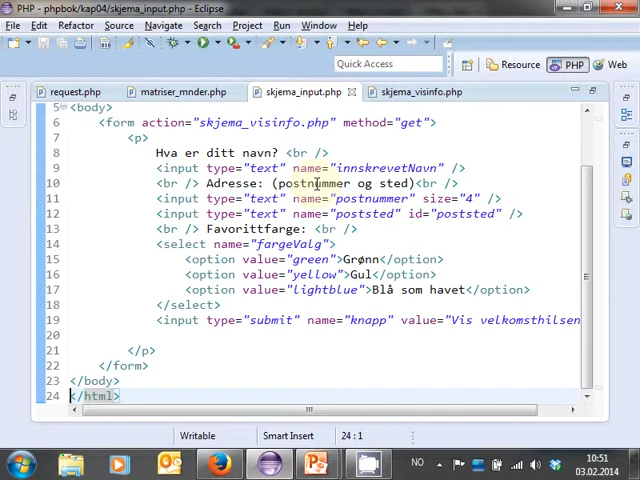 PHP - phpbok/kap04/skjema_input.php - Eclipse
File Edit Refactor Source Navigate Search Project Run Window Help
Quick Access Resource PHP Web
request.php matriser_mnder.php skjema_input.php skjema_visinfo.php
5 <body>
6 <form action="skjema_visinfo.php" method="get">
7 <p>
8 Hva er ditt navn? <br />
9 <input type="text" name="innskrevetNavn" />
10 <br /> Adresse: (postnummer og sted)<br />
11 <input type="text" name="postnummer" size="4" />
12 <input type="text" name="poststed" id="poststed" />
13 <br /> Favorittfarge: <br />
14 <select name="fargeValg">
15 <option value="green">Grønn</option>
16 <option value="yellow">Gul</option>
17 <option value="lightblue">Blå som havet</option>
18 </select>
19 <input type="submit" name="knapp" value="Vis velkomsthilsen
20
21 </p>
22 </form>
23 </body>
24 </html>
Writable Smart Insert 24 : 1
NO 10:51
03.02.2014